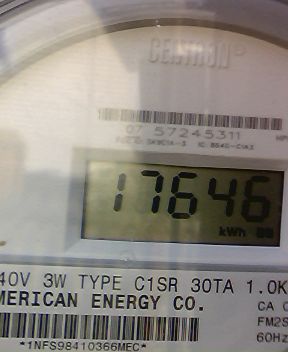 CENTRON®
07 57245311
17646
kWh
40V 3W TYPE C1SR 30TA 1.0K
MERICAN ENERGY CO.
CA
FM2S
60Hz
*1NFS98410366MEC*